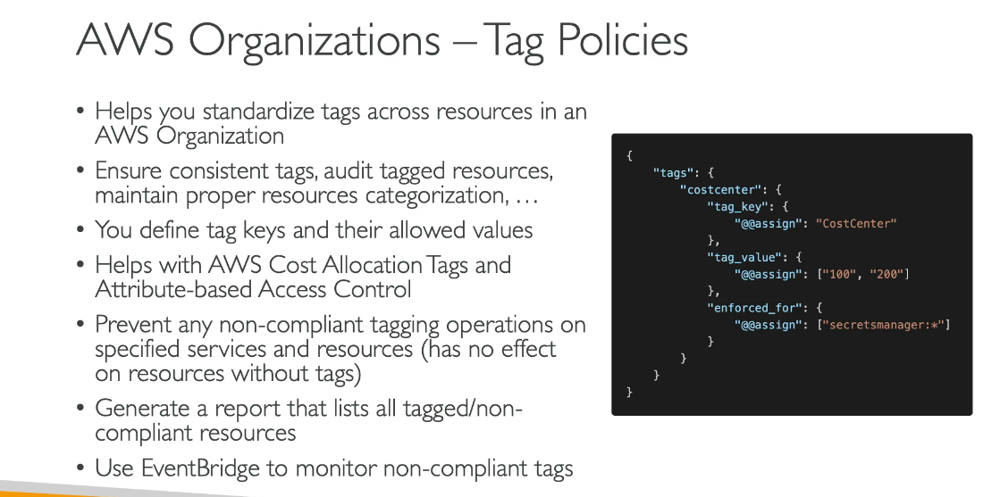 AWS Organizations – Tag Policies
• Helps you standardize tags across resources in an
AWS Organization
• Ensure consistent tags, audit tagged resources,
maintain proper resources categorization, …
• You define tag keys and their allowed values
• Helps with AWS Cost Allocation Tags and
Attribute-based Access Control
• Prevent any non-compliant tagging operations on
specified services and resources (has no effect
on resources without tags)
• Generate a report that lists all tagged/non-
compliant resources
• Use EventBridge to monitor non-compliant tags
{
    "tags": {
        "costcenter": {
            "tag_key": {
                "@@assign": "CostCenter"
            },
            "tag_value": {
                "@@assign": ["100", "200"]
            },
            "enforced_for": {
                "@@assign": ["secretsmanager:*"]
            }
        }
    }
}